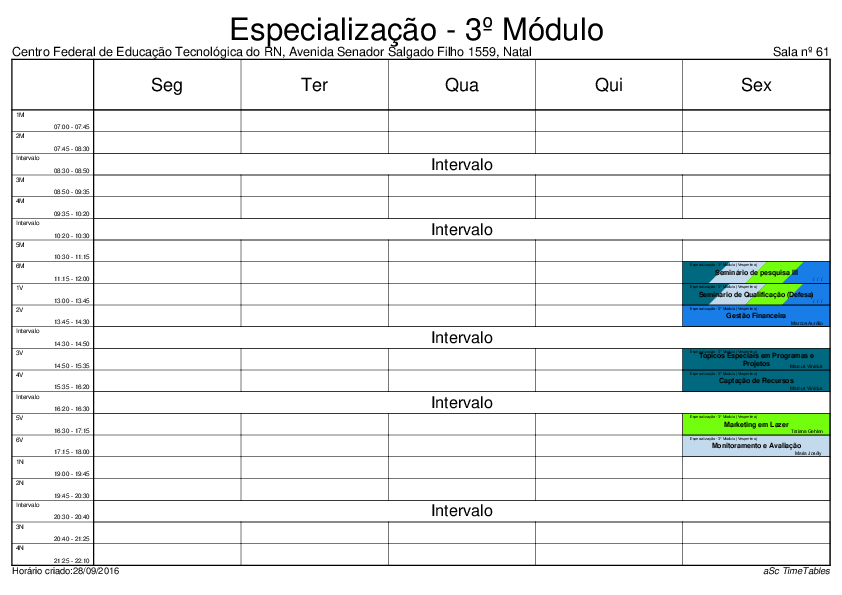 Especialização - 3º Módulo
Centro Federal de Educação Tecnológica do RN, Avenida Senador Salgado Filho 1559, Natal
Sala nº 61
Seg
Ter
Qua
Qui
Sex
1M
07:00 - 07:45
2M
07:45 - 08:30
Intervalo
08:30 - 08:50
Intervalo
3M
08:50 - 09:35
4M
09:35 - 10:20
Intervalo
10:20 - 10:30
Intervalo
5M
10:30 - 11:15
6M
11:15 - 12:00
Especialização - 3º Módulo (Vespertino)
Seminário de pesquisa III
/ / /
1V
13:00 - 13:45
Especialização - 3º Módulo (Vespertino)
Seminário de Qualificação (Defesa)
/ / /
2V
13:45 - 14:30
Especialização - 3º Módulo (Vespertino)
Gestão Financeira
Marcus Aurélio
Intervalo
14:30 - 14:50
Intervalo
3V
14:50 - 15:35
Especialização - 3º Módulo (Vespertino)
Tópicos Especiais em Programas e
Projetos
4V
15:35 - 16:20
Especialização - 3º Módulo (Vespertino)
Captação de Recursos
Intervalo
16:20 - 16:30
Intervalo
5V
16:30 - 17:15
Especialização - 3º Módulo (Vespertino)
Marketing em Lazer
6V
17:15 - 18:00
Especialização - 3º Módulo (Vespertino)
Monitoramento e Avaliação
1N
19:00 - 19:45
2N
19:45 - 20:30
Intervalo
20:30 - 20:40
Intervalo
3N
20:40 - 21:25
4N
21:25 - 22:10
Horário criado:28/09/2016
aSc TimeTables